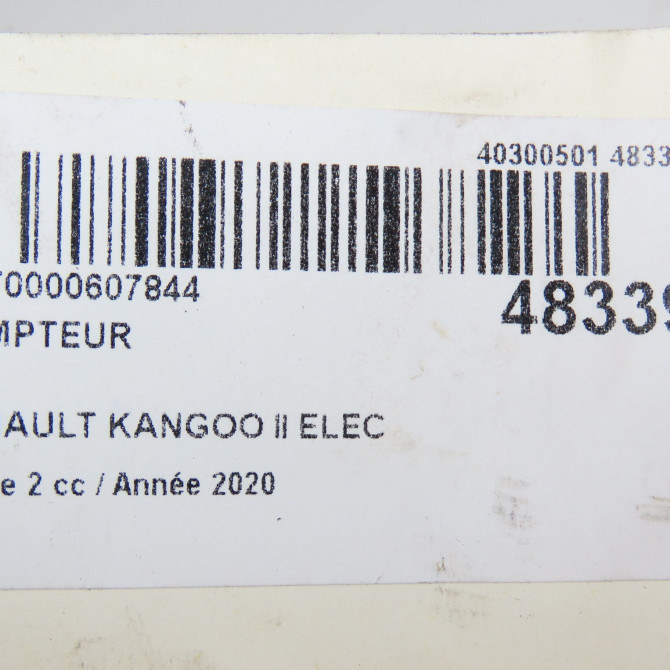 40300501 4833
70000607844
48339
MPTEUR
AULT KANGOO II ELEC
e 2 cc / Année 2020